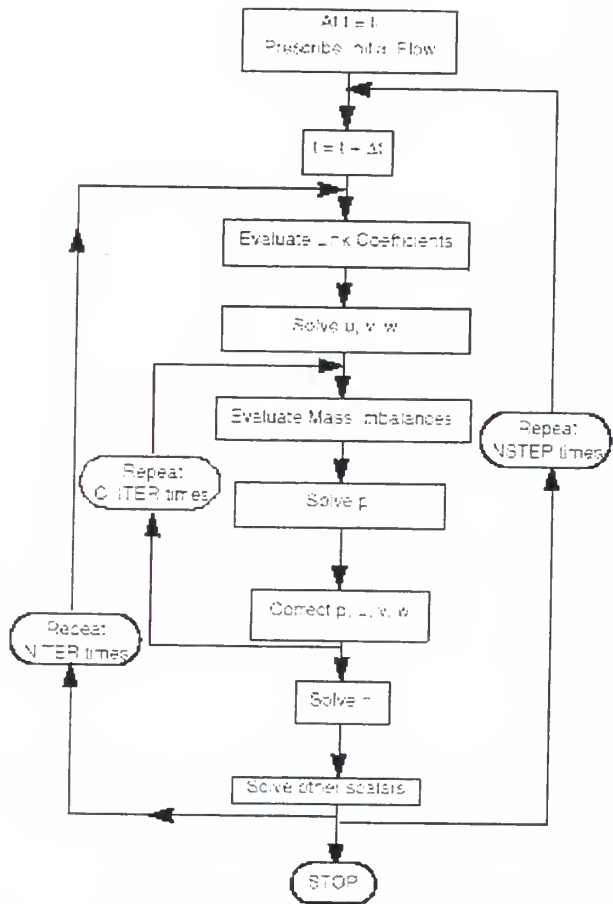 At t = t
Prescribe Initial Flow
t = t + Δt
Evaluate Link Coefficients
Solve u, v, w
Evaluate Mass Imbalances
Repeat
NSTEP times
Repeat
times
Solve p
Correct p, u, v, w
Repeat
NITER times
Solve
Solve other scalars
STOP